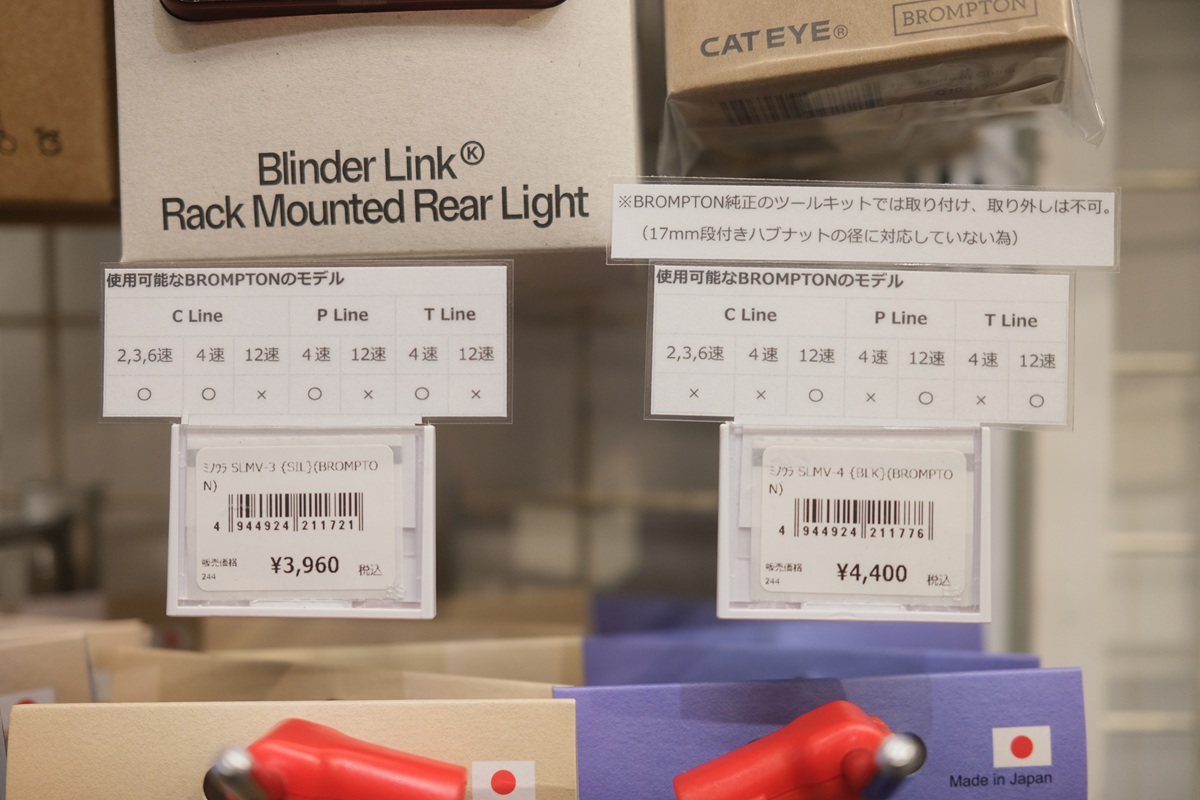 Blinder Link Ⓚ
Rack Mounted Rear Light
CATEYE®
BROMPTON
※BROMPTON純正のツールキットでは取り付け、取り外しは不可。
（17mm段付きハブナットの径に対応していない為）
使用可能なBROMPTONのモデル
C Line P Line T Line
2,3,6速 4速 12速 4速 12速 4速 12速
○ ○ × ○ × ○ ×
使用可能なBROMPTONのモデル
C Line P Line T Line
2,3,6速 4速 12速 4速 12速 4速 12速
× × ○ × ○ × ○
ﾐﾉｳﾗ SLMV-3 {SIL}(BROMPTO
N)
4 944924 211721
販売価格 ¥3,960 税込
244
ﾐﾉｳﾗ SLMV-4 {BLK}(BROMPTO
N)
4 944924 211776
販売価格 ¥4,400 税込
244
Made in Japan